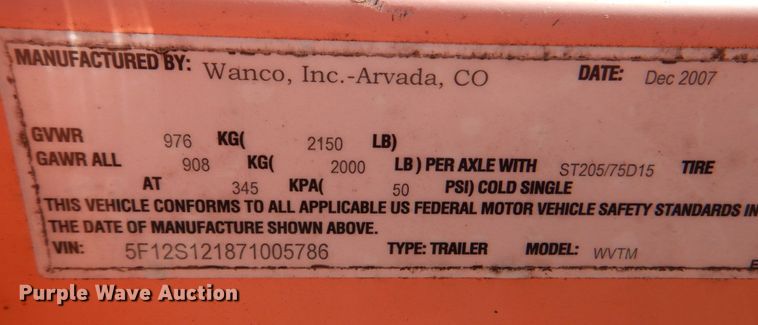 MANUFACTURED BY: Wanco, Inc.-Arvada, CO DATE: Dec 2007
GVWR 976 KG( 2150 LB)
GAWR ALL 908 KG( 2000 LB ) PER AXLE WITH ST205/75D15 TIRE
AT 345 KPA( 50 PSI) COLD SINGLE
THIS VEHICLE CONFORMS TO ALL APPLICABLE US FEDERAL MOTOR VEHICLE SAFETY STANDARDS IN
THE DATE OF MANUFACTURE SHOWN ABOVE.
VIN: 5F12S121871005786 TYPE: TRAILER MODEL: WVTM
Purple Wave Auction